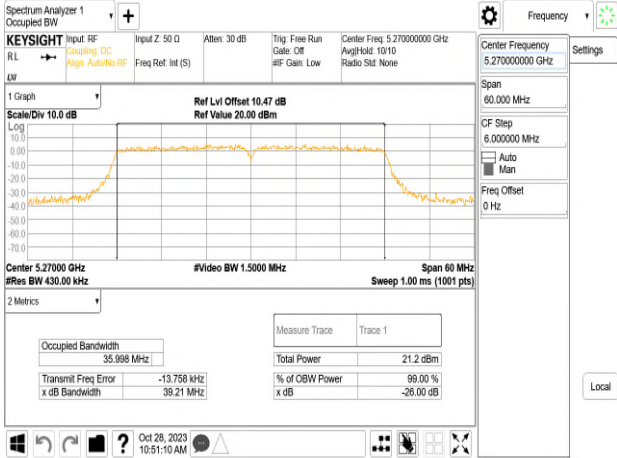 Spectrum Analyzer 1
Occupied BW
KEYSIGHT
R L
Input: RF
Coupling: DC
Align: Auto/No RF
Input Z: 50 Ω
Freq Ref: Int (S)
Atten: 30 dB
Trig: Free Run
Gate: Off
#IF Gain: Low
Center Freq: 5.270000000 GHz
Avg|Hold: 10/10
Radio Std: None
1 Graph
Scale/Div 10.0 dB
Ref Lvl Offset 10.47 dB
Ref Value 20.00 dBm
Log
10.0
0.00
-10.0
-20.0
-30.0
-40.0
-50.0
-60.0
-70.0
Center 5.27000 GHz
#Res BW 430.00 kHz
#Video BW 1.5000 MHz
Span 60 MHz
Sweep 1.00 ms (1001 pts)
2 Metrics
Measure Trace Trace 1
Occupied Bandwidth
35.998 MHz
Total Power 21.2 dBm
Transmit Freq Error -13.758 kHz
% of OBW Power 99.00 %
x dB Bandwidth 39.21 MHz
x dB -26.00 dB
Oct 28, 2023
10:51:10 AM
Frequency
Center Frequency
5.270000000 GHz
Settings
Span
60.000 MHz
CF Step
6.000000 MHz
Auto
Man
Freq Offset
0 Hz
Local